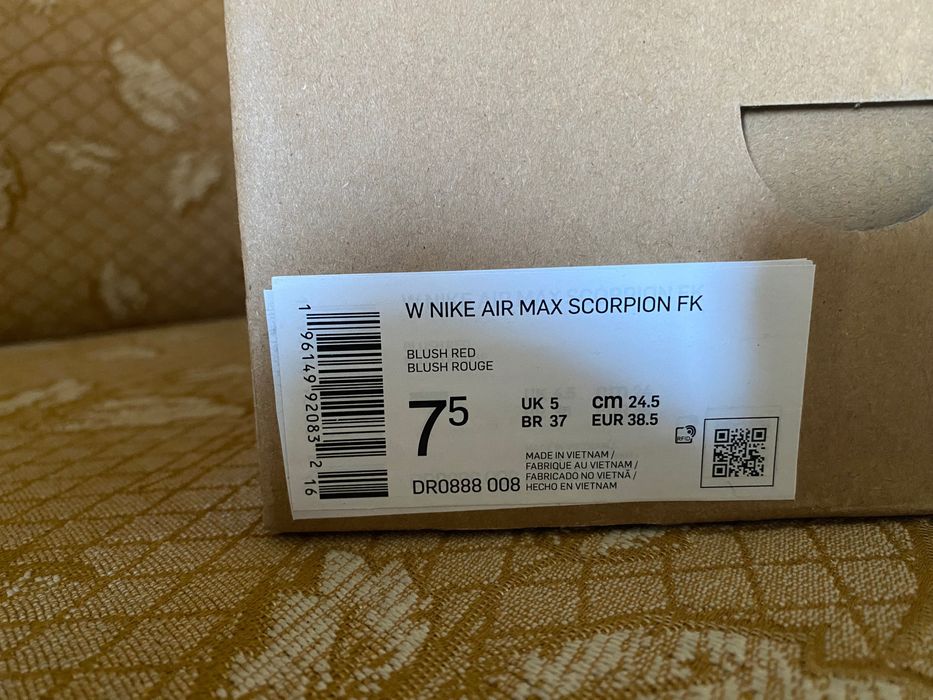 W NIKE AIR MAX SCORPION FK
BLUSH RED
BLUSH ROUGE
7⁵
UK 5 cm 24.5
BR 37 EUR 38.5
MADE IN VIETNAM /
FABRIQUE AU VIETNAM /
FABRICADO NO VIETNÃ /
HECHO EN VIETNAM
DR0888 008
RFID
1 96149 92083 2 16